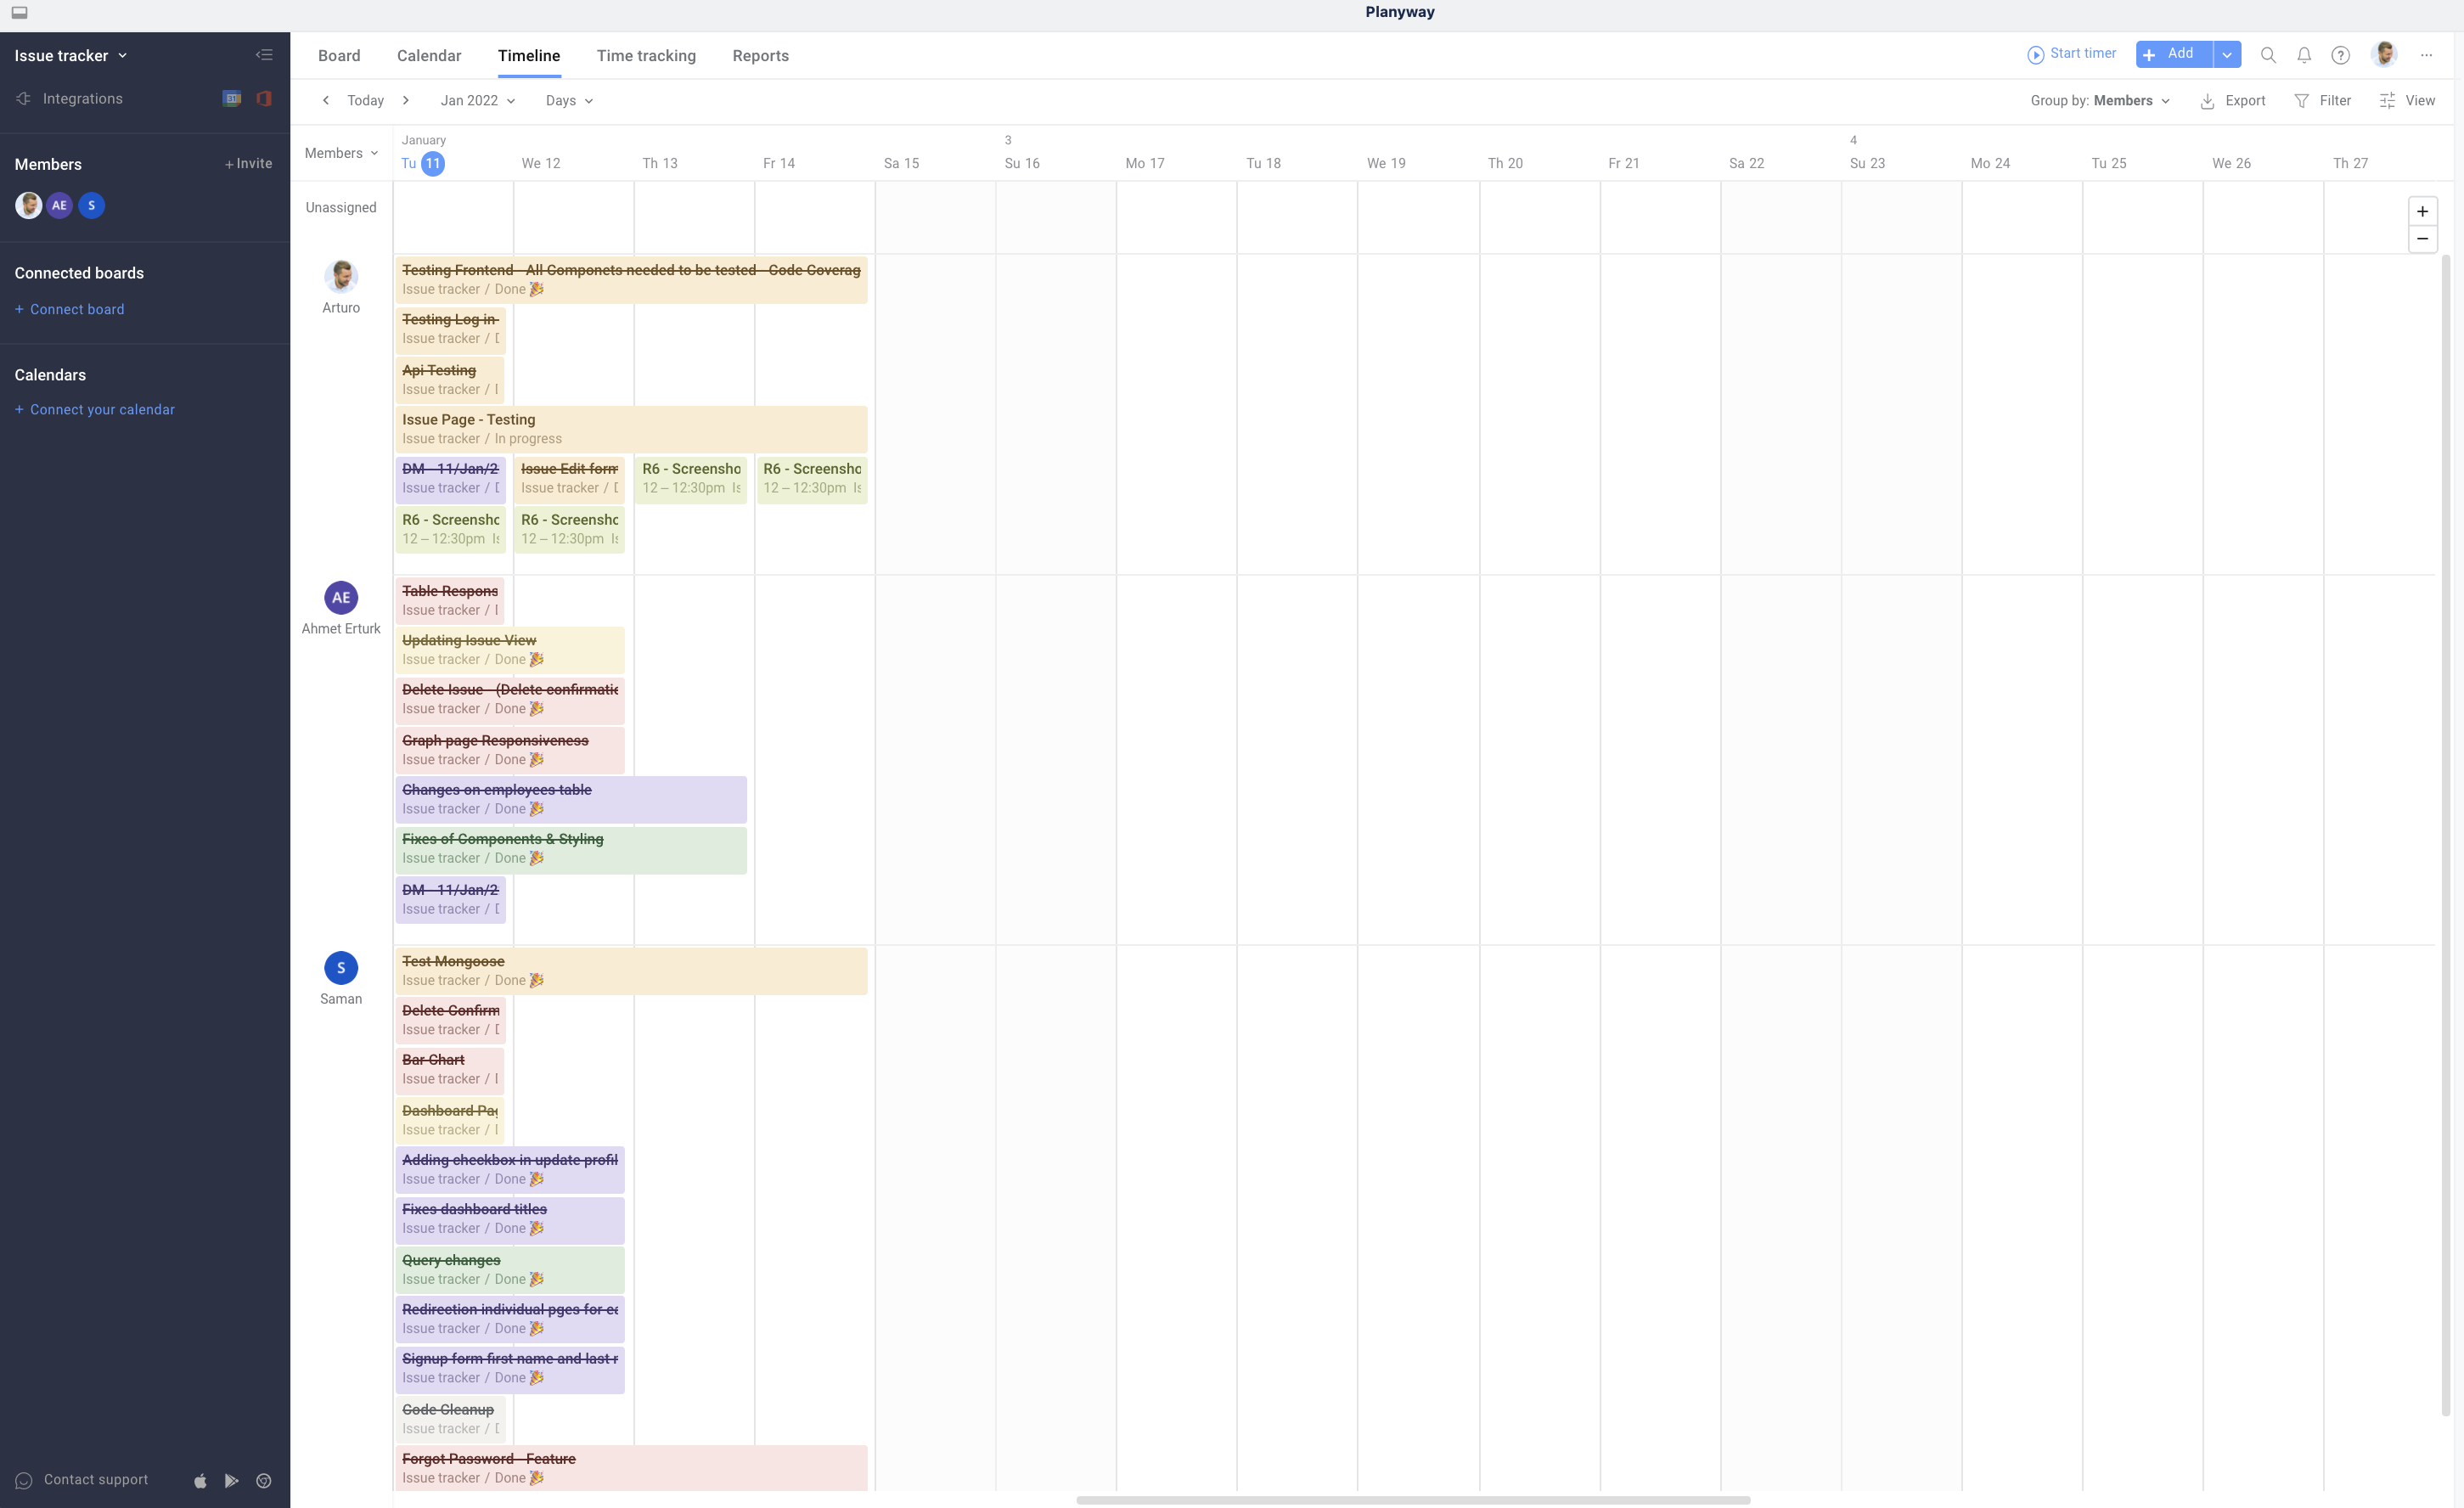 Planyway
Issue tracker
Board Calendar Timeline Time tracking Reports
Start timer Add
Integrations
Today Jan 2022 Days
Group by: Members Export Filter View
Members
+ Invite
AE S
Connected boards
+ Connect board
Calendars
+ Connect your calendar
Contact support
Members
January 3 4
Tu 11 We 12 Th 13 Fr 14 Sa 15 Su 16 Mo 17 Tu 18 We 19 Th 20 Fr 21 Sa 22 Su 23 Mo 24 Tu 25 We 26 Th 27
Unassigned
Arturo
Testing Frontend - All Componets needed to be tested - Code Coverag
Issue tracker / Done 🎉
Testing Log in -
Issue tracker /
Api Testing
Issue tracker /
Issue Page - Testing
Issue tracker / In progress
DM - 11/Jan/2 Issue Edit form R6 - Screensho R6 - Screensho
Issue tracker / Issue tracker / 12 – 12:30pm Is 12 – 12:30pm Is
R6 - Screensho R6 - Screensho
12 – 12:30pm Is 12 – 12:30pm Is
AE
Ahmet Erturk
Table Respons
Issue tracker /
Updating Issue View
Issue tracker / Done 🎉
Delete Issue - (Delete confirmatio
Issue tracker / Done 🎉
Graph page Responsiveness
Issue tracker / Done 🎉
Changes on employees table
Issue tracker / Done 🎉
Fixes of Components & Styling
Issue tracker / Done 🎉
DM - 11/Jan/2
Issue tracker /
S
Saman
Test Mongoose
Issue tracker / Done 🎉
Delete Confirm
Issue tracker /
Bar Chart
Issue tracker /
Dashboard Pag
Issue tracker /
Adding checkbox in update profil
Issue tracker / Done 🎉
Fixes dashboard titles
Issue tracker / Done 🎉
Query changes
Issue tracker / Done 🎉
Redirection individual pges for ea
Issue tracker / Done 🎉
Signup form first name and last n
Issue tracker / Done 🎉
Code Cleanup
Issue tracker /
Forgot Password - Feature
Issue tracker / Done 🎉